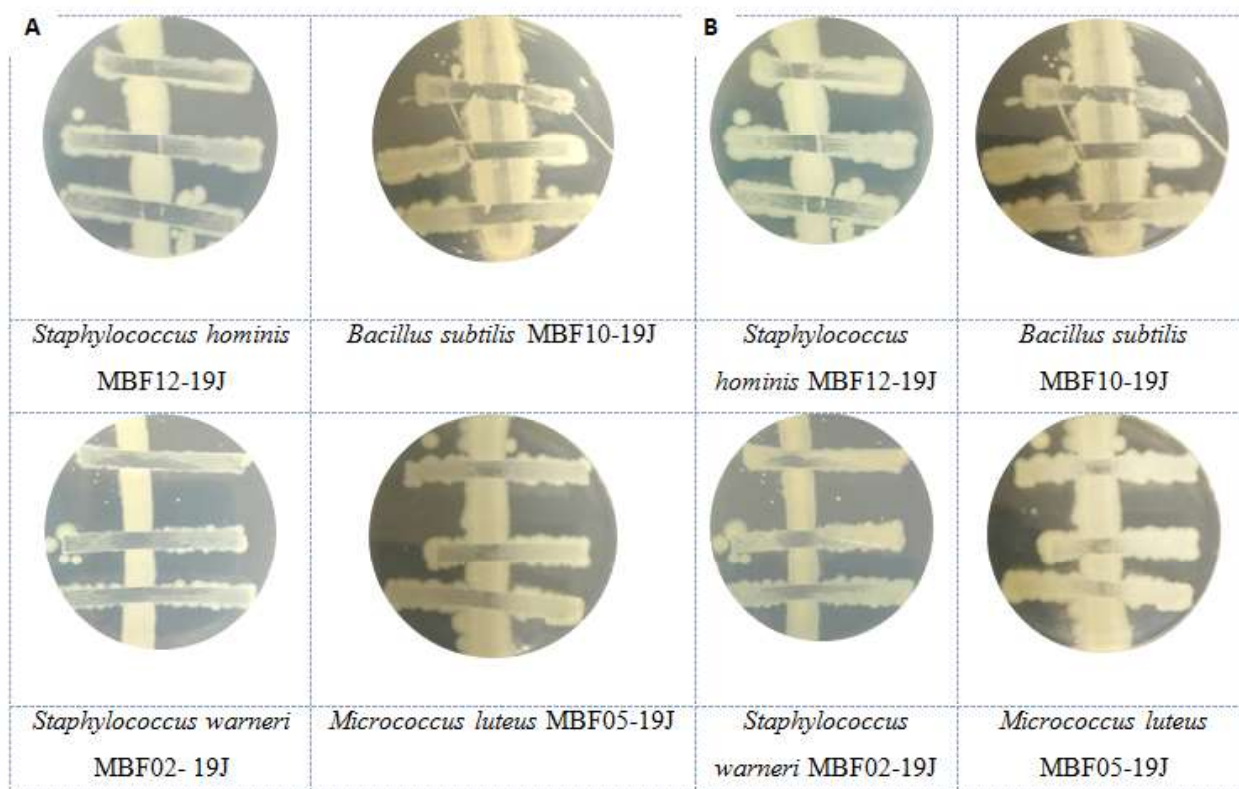 A
B
Staphylococcus hominis
MBF12-19J
Bacillus subtilis MBF10-19J
Staphylococcus
hominis MBF12-19J
Bacillus subtilis
MBF10-19J
Staphylococcus warneri
MBF02- 19J
Micrococcus luteus MBF05-19J
Staphylococcus
warneri MBF02-19J
Micrococcus luteus
MBF05-19J